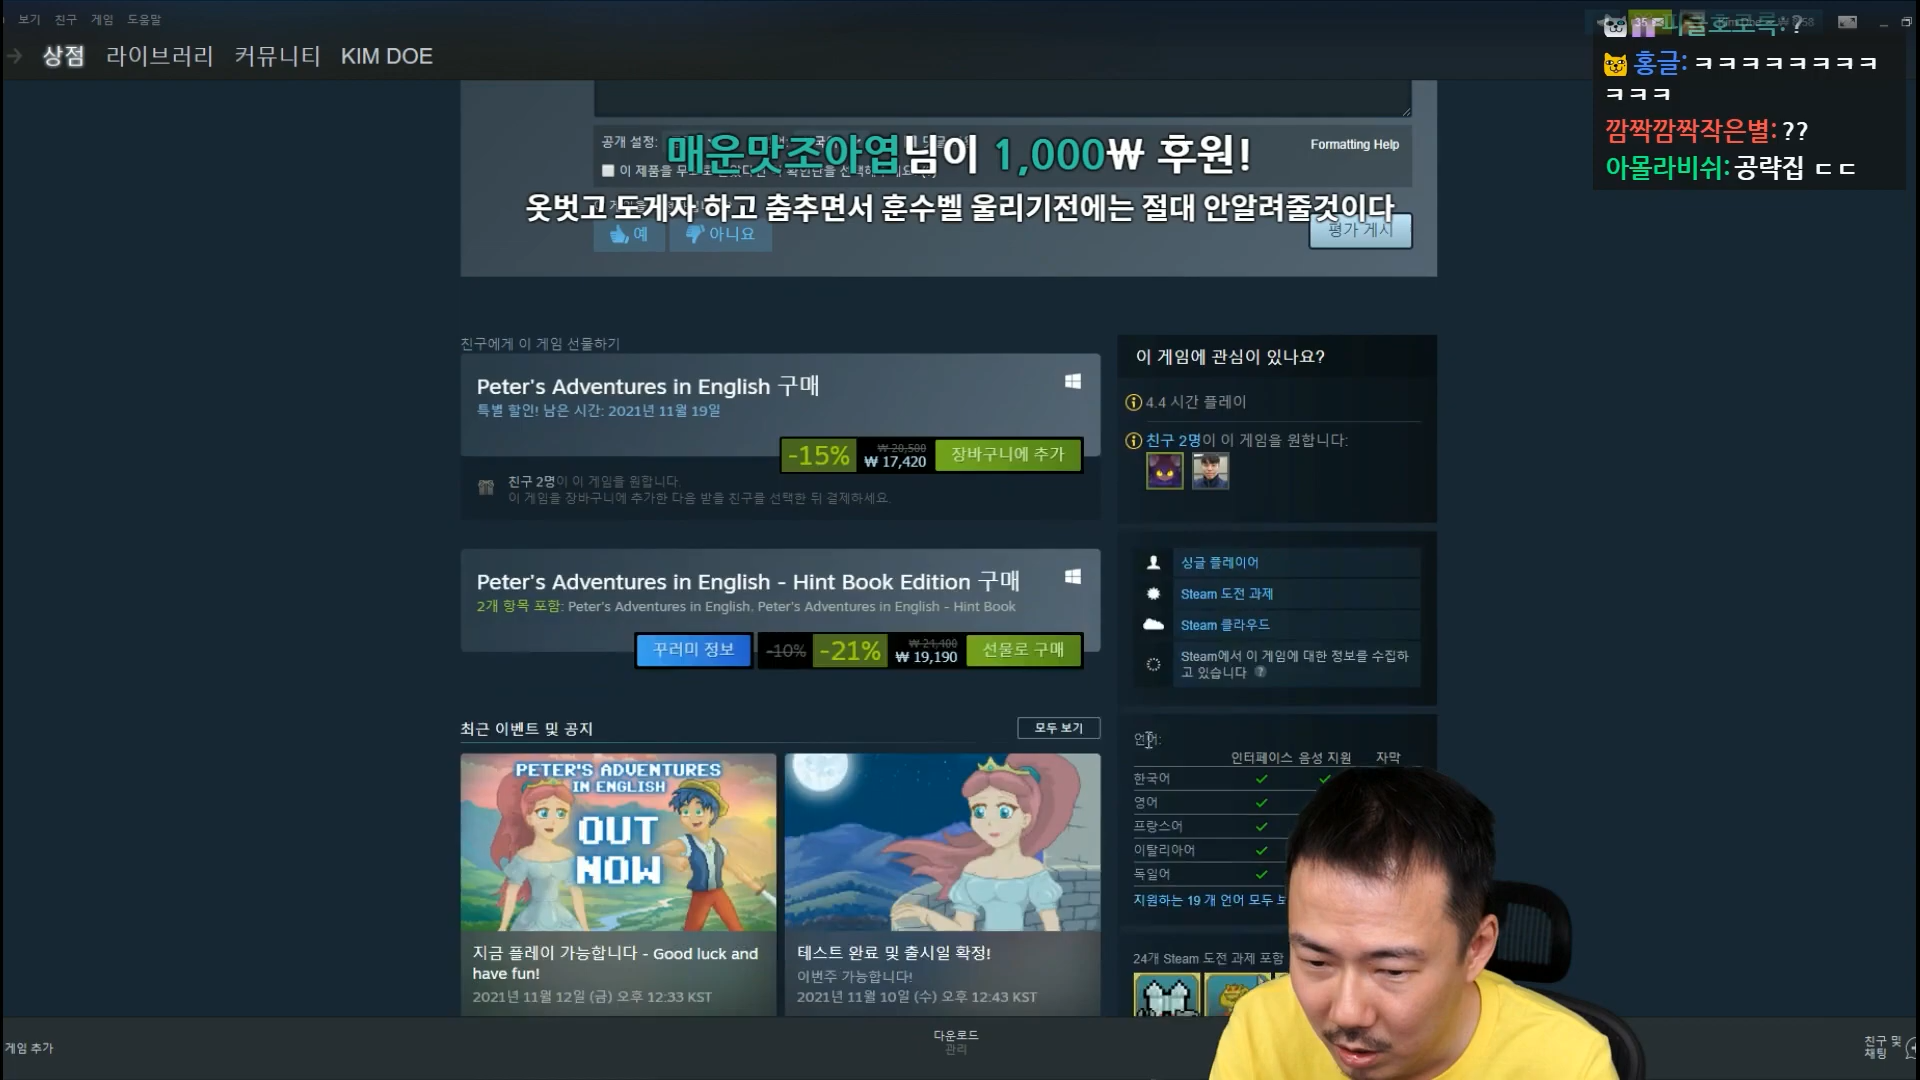 보기 친구 게임 도움말
상점 라이브러리 커뮤니티 KIM DOE
?
홍글: ㅋㅋㅋㅋㅋㅋㅋㅋ
ㅋㅋㅋ
깜짝깜짝작은별: ??
아몰라비쉬: 공략집 ㄷㄷ
공개 설정:
Formatting Help
매운맛조아엽님이 1,000₩ 후원!
옷벗고 도게자 하고 춤추면서 훈수벨 울리기전에는 절대 안알려줄것이다
예 아니요
평가 게시
친구에게 이 게임 선물하기
Peter's Adventures in English 구매
특별 할인! 남은 시간: 2021년 11월 19일
-15% ₩ 20,500 ₩ 17,420 장바구니에 추가
친구 2명이 이 게임을 원합니다.
이 게임을 장바구니에 추가한 다음 받을 친구를 선택한 뒤 결제하세요.
Peter's Adventures in English - Hint Book Edition 구매
2개 항목 포함: Peter's Adventures in English, Peter's Adventures in English - Hint Book
꾸러미 정보 -10% -21% ₩ 24,400 ₩ 19,190 선물로 구매
최근 이벤트 및 공지
모두 보기
PETER'S ADVENTURES
IN ENGLISH
OUT
NOW
지금 플레이 가능합니다 - Good luck and
have fun!
2021년 11월 12일 (금) 오후 12:33 KST
테스트 완료 및 출시일 확정!
이번주 가능합니다!
2021년 11월 10일 (수) 오후 12:43 KST
이 게임에 관심이 있나요?
4.4 시간 플레이
친구 2명이 이 게임을 원합니다:
싱글 플레이어
Steam 도전 과제
Steam 클라우드
Steam에서 이 게임에 대한 정보를 수집하
고 있습니다 ?
언어:
인터페이스 음성 지원 자막
한국어
영어
프랑스어
이탈리아어
독일어
지원하는 19 개 언어 모두
24개 Steam 도전 과제 포함
게임 추가
다운로드
관리
친구 및
채팅